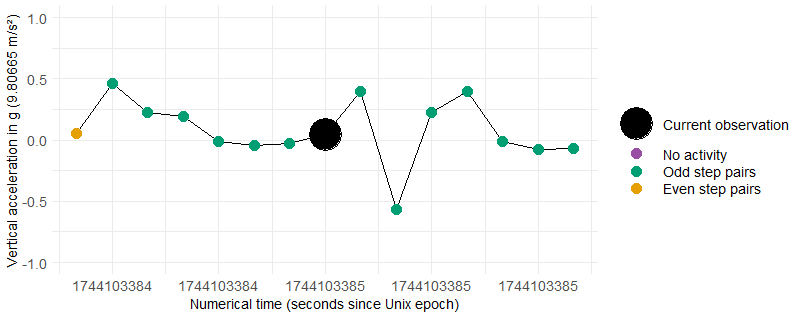 Vertical acceleration in g (9.80665 m/s²)
1.0
0.5
0.0
-0.5
-1.0
1744103384 1744103384 1744103385 1744103385 1744103385
Numerical time (seconds since Unix epoch)
Current observation
No activity
Odd step pairs
Even step pairs